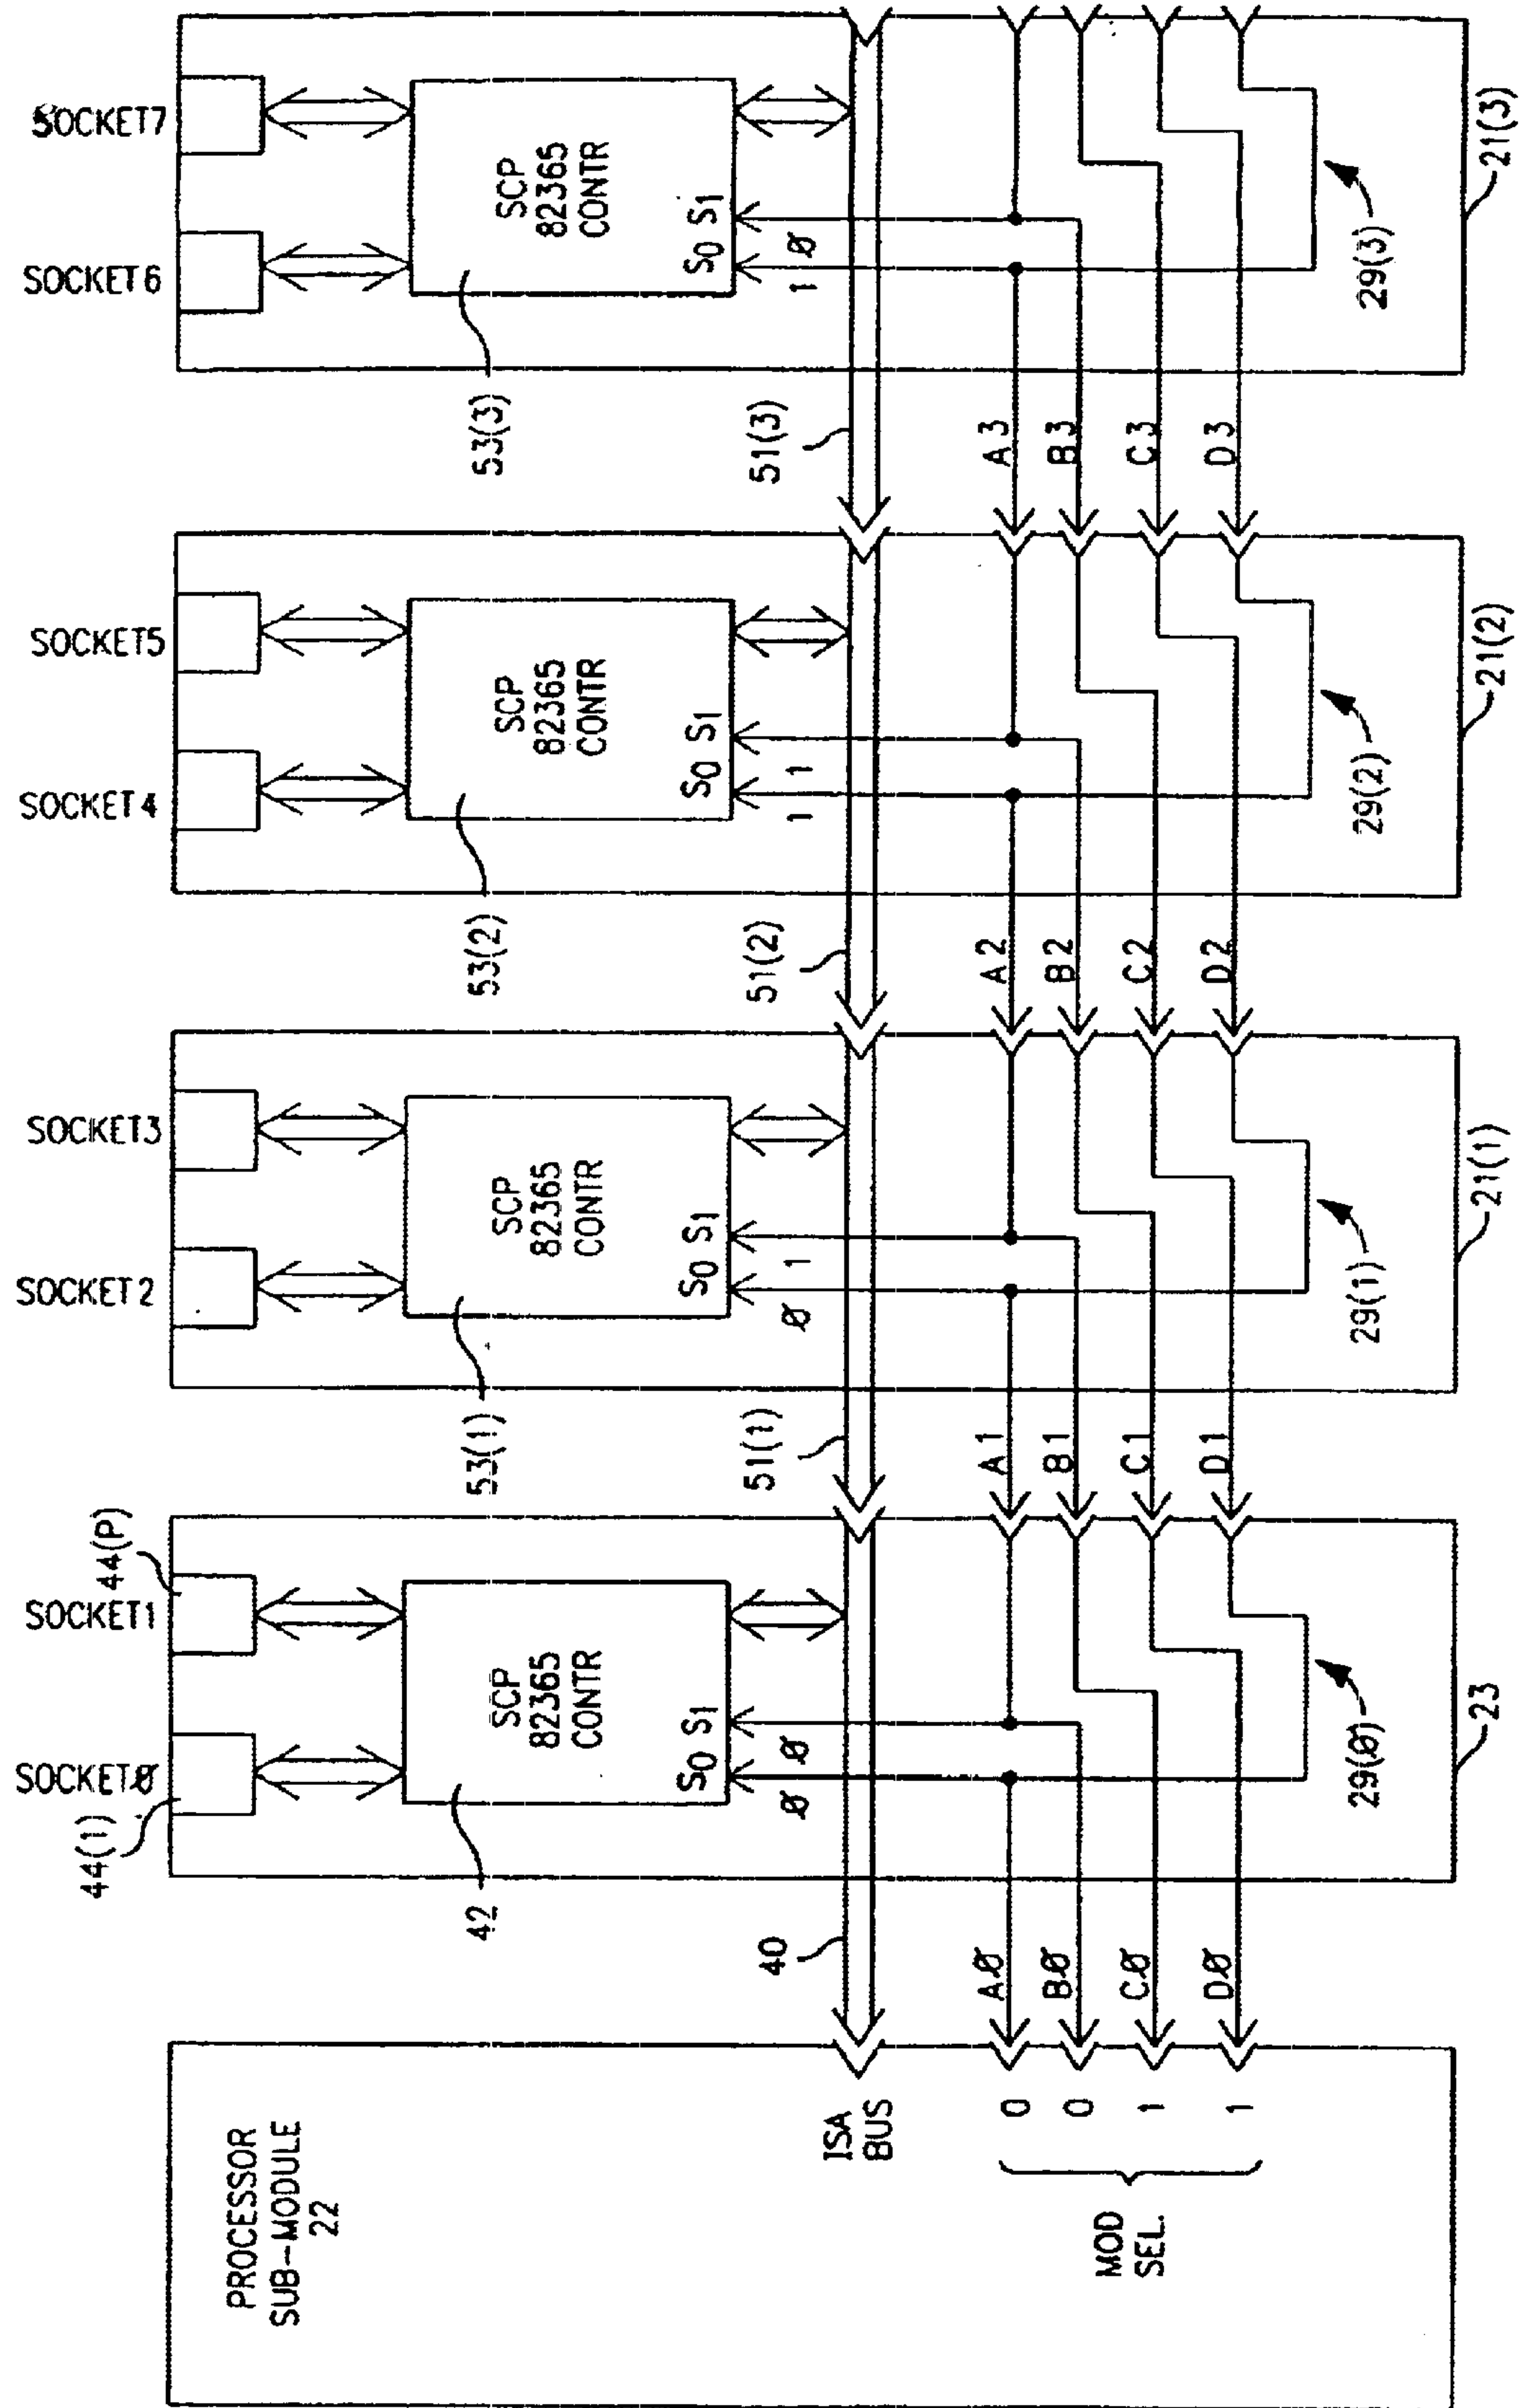 PROCESSOR
SUB-MODULE
22
ISA
BUS
MOD
SEL.
0
0
1
1
40
AØ
BØ
CØ
DØ
SOCKETØ
SOCKET1
44(1)
44(P)
SCP
82365
CONTR
S0 S1
Ø Ø
42
29(Ø)
23
51(1)
A1
B1
C1
D1
SOCKET2
SOCKET3
SCP
82365
CONTR
S0 S1
Ø 1
53(1)
29(1)
21(1)
51(2)
A2
B2
C2
D2
SOCKET4
SOCKET5
SCP
82365
CONTR
S0 S1
1 1
53(2)
29(2)
21(2)
51(3)
A3
B3
C3
D3
SOCKET6
SOCKET7
SCP
82365
CONTR
S0 S1
1 Ø
53(3)
29(3)
21(3)